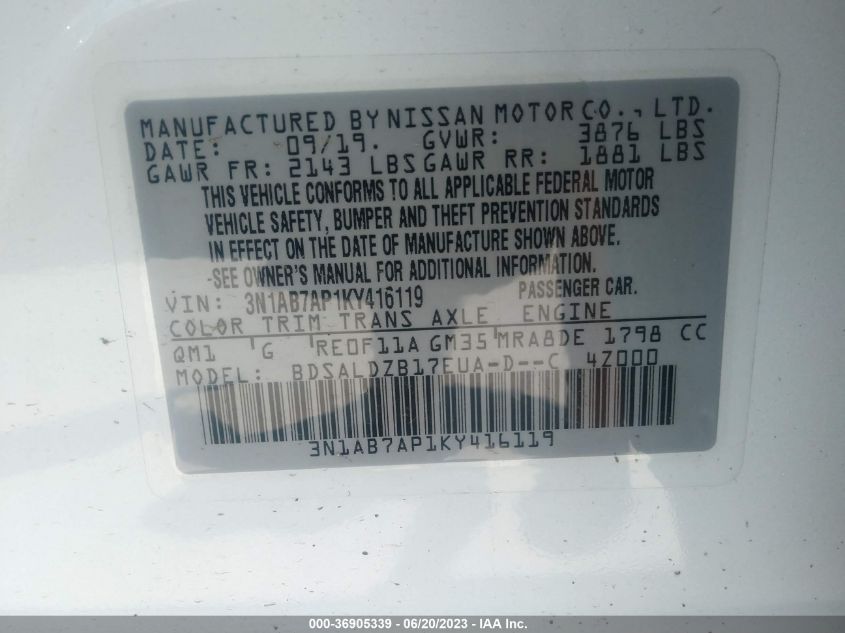 MANUFACTURED BY NISSAN MOTOR CO., LTD.
DATE: 09/19. GVWR: 3876 LBS
GAWR FR: 2143 LBS GAWR RR: 1881 LBS
THIS VEHICLE CONFORMS TO ALL APPLICABLE FEDERAL MOTOR
VEHICLE SAFETY, BUMPER AND THEFT PREVENTION STANDARDS
IN EFFECT ON THE DATE OF MANUFACTURE SHOWN ABOVE.
-SEE OWNER'S MANUAL FOR ADDITIONAL INFORMATION.
VIN: 3N1AB7AP1KY416119 PASSENGER CAR.
COLOR TRIM TRANS AXLE ENGINE
QM1 G RE0F11A GM35 MRA8DE 1798 CC
MODEL: BDSALDZB17EUA-D--C 4Z000
3N1AB7AP1KY416119
000-36905339 - 06/20/2023 - IAA Inc.